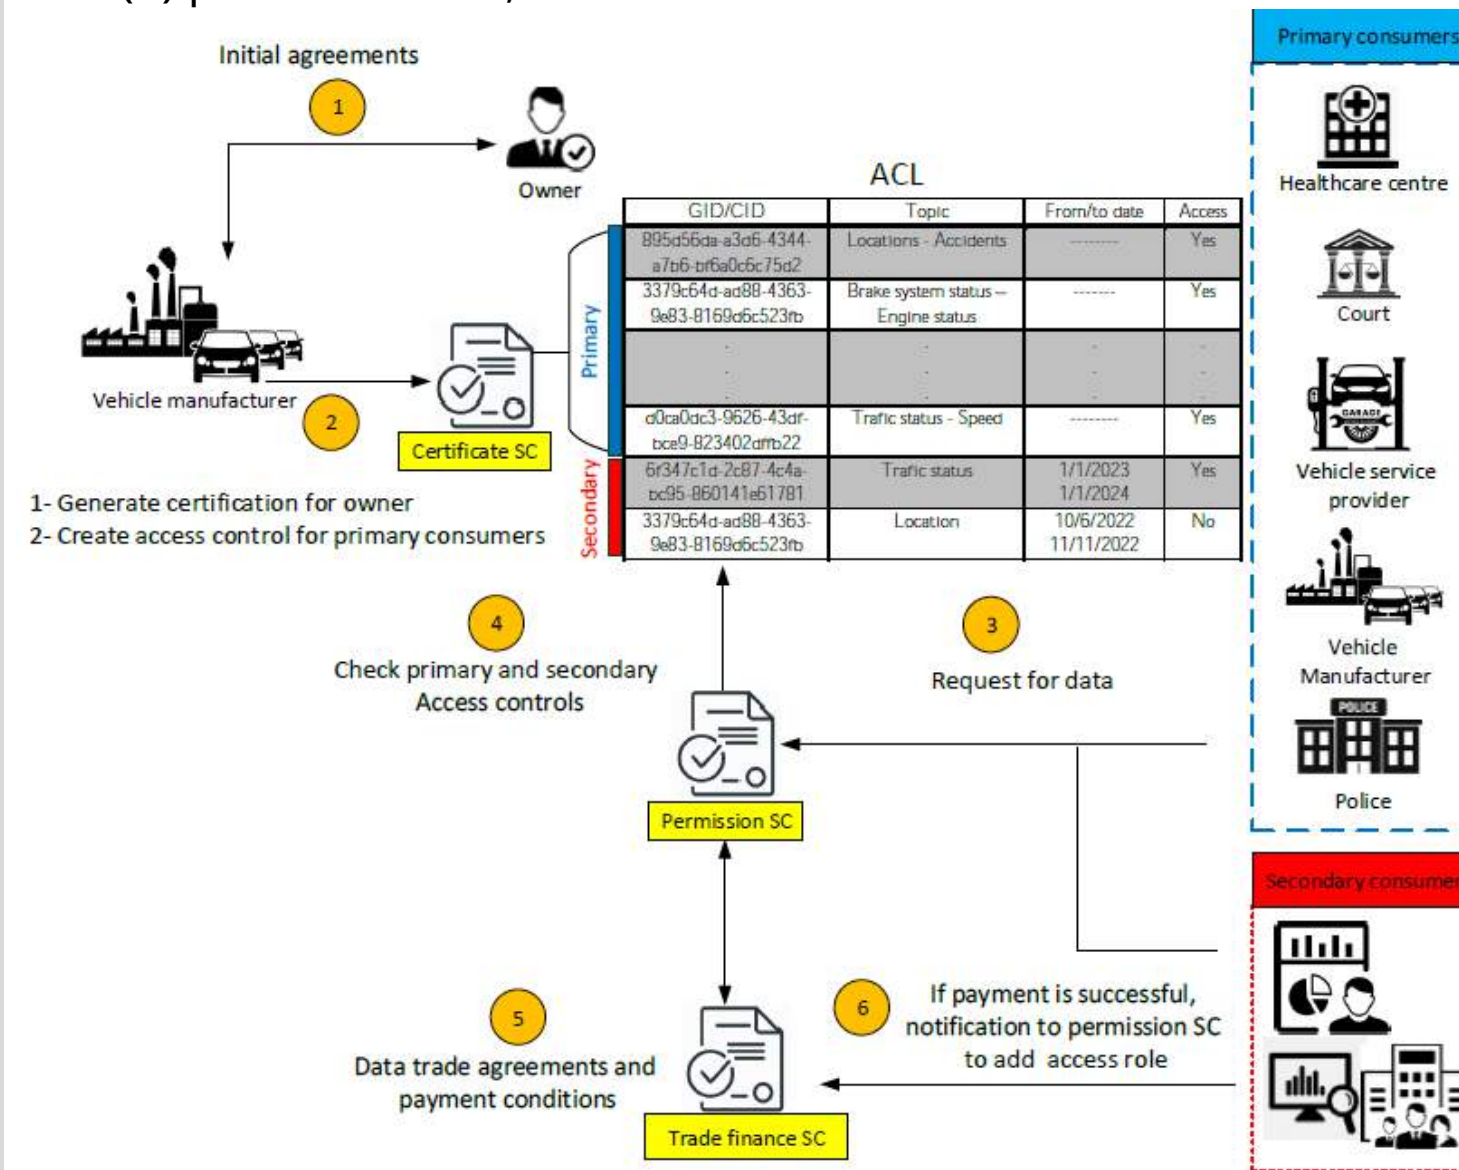 Initial agreements
1
Owner
Vehicle manufacturer
2
Certificate SC
1- Generate certification for owner
2- Create access control for primary consumers
ACL
GID/CID Topic From/to date Access
895d56da-a3d6-4344- Locations - Accidents -------- Yes
a7b6-bf6a0c6c75d2
3379c64d-ad88-4363- Brake system status – ------- Yes
9e83-8169d6c523fb Engine status
d0ca0dc3-9626-43df- Trafic status - Speed -------- Yes
bce9-823402dffb22
6r347c1d-2c87-4c4a- Trafic status 1/1/2023 Yes
bc95-860141e61781 1/1/2024
3379c64d-ad88-4363- Location 10/6/2022 No
9e83-8169d6c523fb 11/11/2022
Primary
Secondary
4
Check primary and secondary
Access controls
3
Request for data
Permission SC
5
Data trade agreements and
payment conditions
6
If payment is successful,
notification to permission SC
to add access role
Trade finance SC
Primary consumers
Healthcare centre
Court
GARAGE
Vehicle service
provider
Vehicle
Manufacturer
POLICE
Police
Secondary consumer